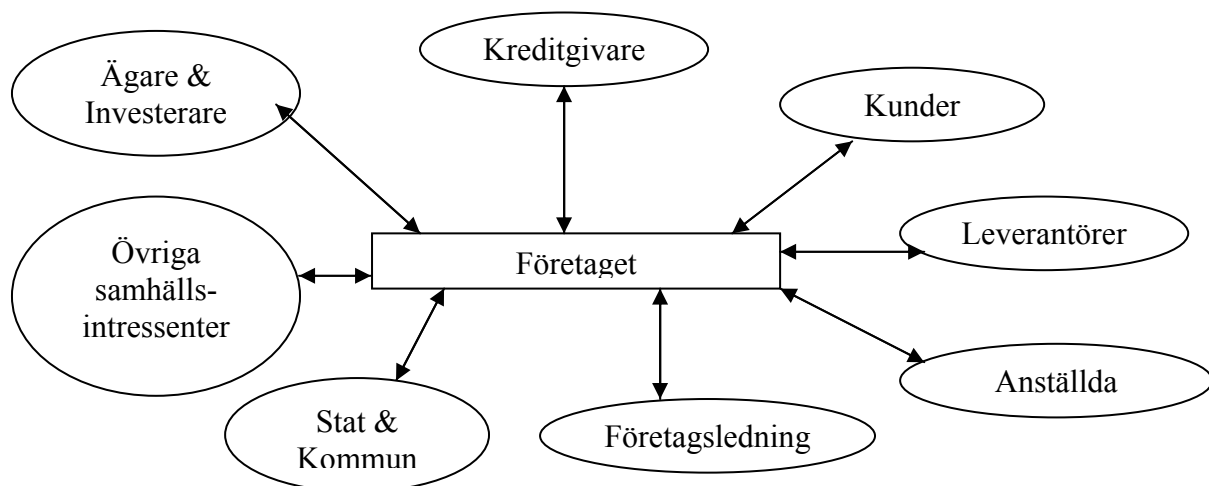 Kreditgivare
Ägare &
Investerare
Kunder
Övriga
samhälls-
intressenter
Företaget
Leverantörer
Anställda
Stat &
Kommun
Företagsledning